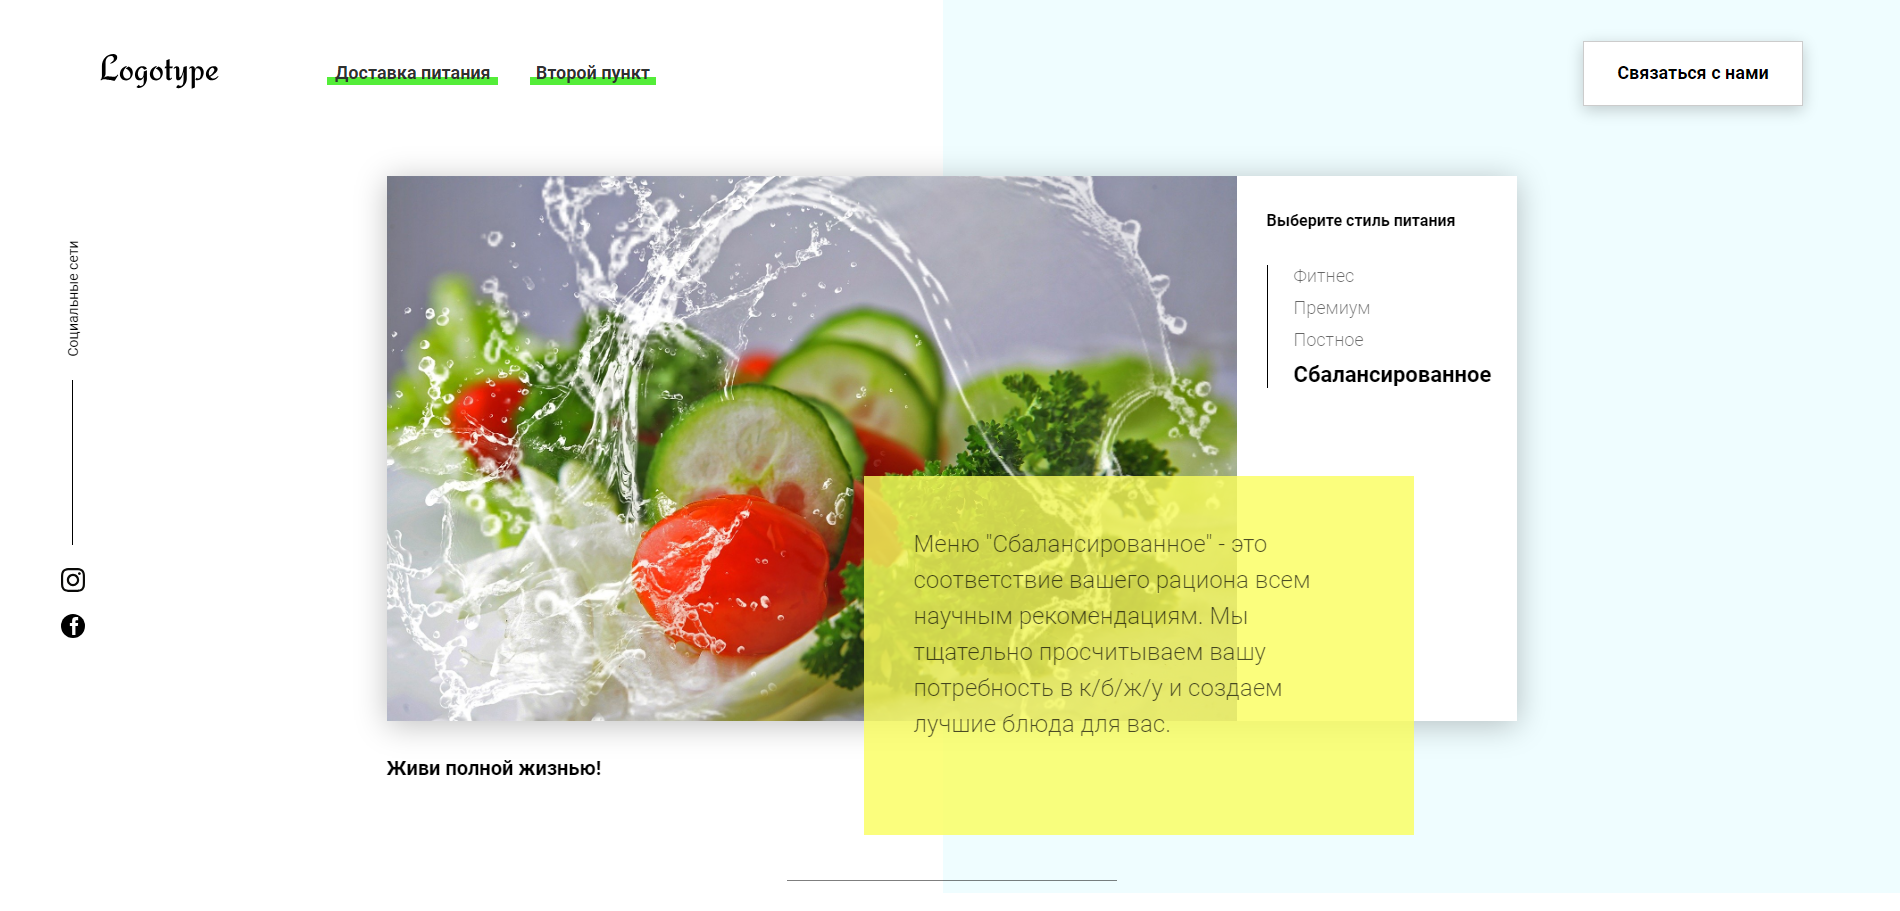 Logotype
Доставка питания
Второй пункт
Связаться с нами
Социальные сети
Выберите стиль питания
Фитнес
Премиум
Постное
Сбалансированное
Меню "Сбалансированное" - это
соответствие вашего рациона всем
научным рекомендациям. Мы
тщательно просчитываем вашу
потребность в к/б/ж/у и создаем
лучшие блюда для вас.
Живи полной жизнью!